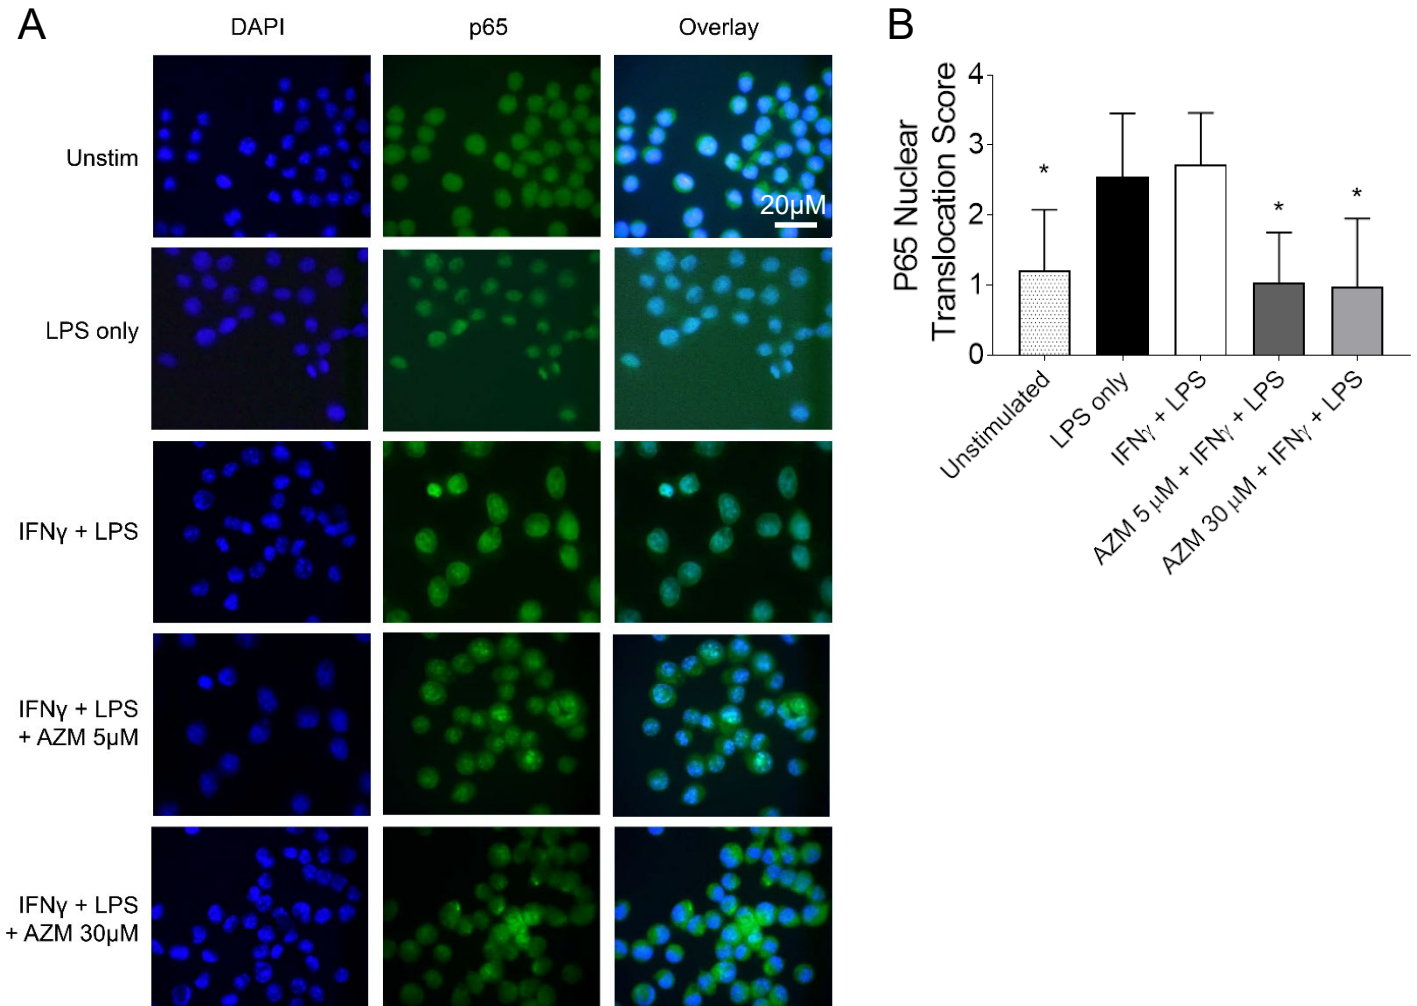 A
DAPI
p65
Overlay
Unstim
20μM
LPS only
IFNγ + LPS
IFNγ + LPS
+ AZM 5μM
IFNγ + LPS
+ AZM 30μM
B
P65 Nuclear
Translocation Score
4
3
2
1
0
*
*
*
Unstimulated
LPS only
IFNγ + LPS
AZM 5 μM + IFNγ + LPS
AZM 30 μM + IFNγ + LPS